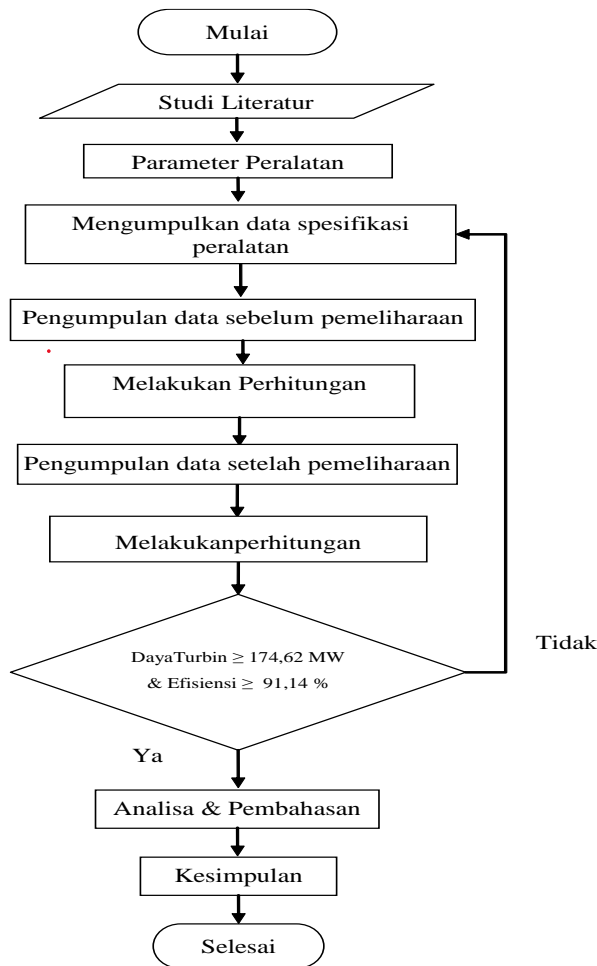 Mulai
Studi Literatur
Parameter Peralatan
Mengumpulkan data spesifikasi
peralatan
Pengumpulan data sebelum pemeliharaan
Melakukan Perhitungan
Pengumpulan data setelah pemeliharaan
Melakukanperhitungan
DayaTurbin ≥ 174,62 MW
& Efisiensi ≥ 91,14 %
Tidak
Ya
Analisa & Pembahasan
Kesimpulan
Selesai